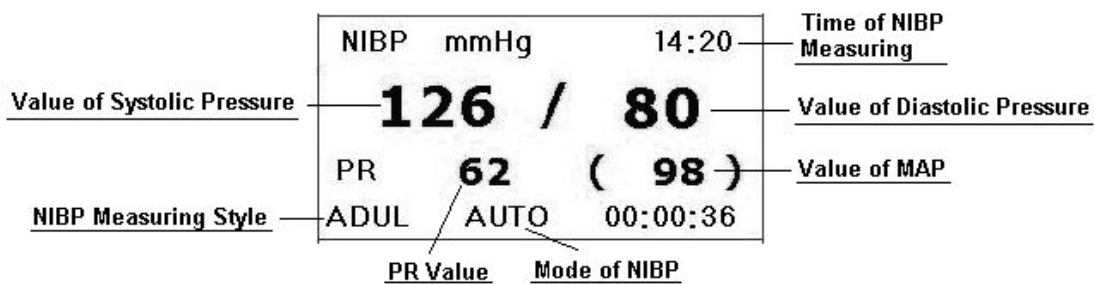 Time of NIBP
Measuring
NIBP mmHg 14:20
Value of Systolic Pressure
126 / 80
Value of Diastolic Pressure
PR 62 ( 98 )
Value of MAP
NIBP Measuring Style
ADUL AUTO 00:00:36
PR Value
Mode of NIBP